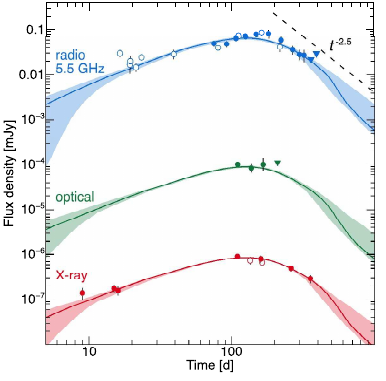 0.1
0.01
10⁻³
10⁻⁴
10⁻⁵
10⁻⁶
10⁻⁷
Flux density [mJy]
radio
5.5 GHz
t⁻²·⁵
optical
X-ray
10
100
Time [d]